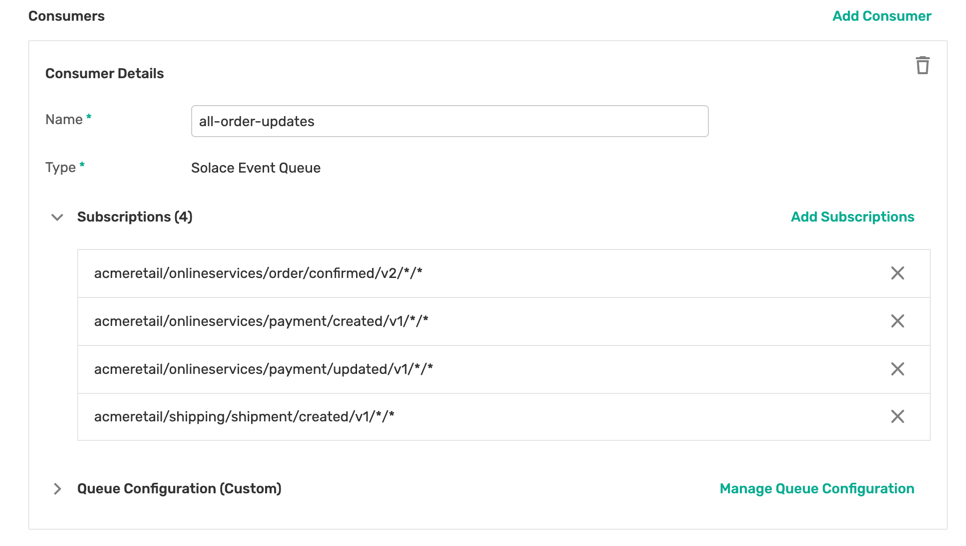 Consumers
Add Consumer
Consumer Details
Name *
all-order-updates
Type *
Solace Event Queue
Subscriptions (4)
Add Subscriptions
acmeretail/onlineservices/order/confirmed/v2/*/*
acmeretail/onlineservices/payment/created/v1/*/*
acmeretail/onlineservices/payment/updated/v1/*/*
acmeretail/shipping/shipment/created/v1/*/*
Queue Configuration (Custom)
Manage Queue Configuration